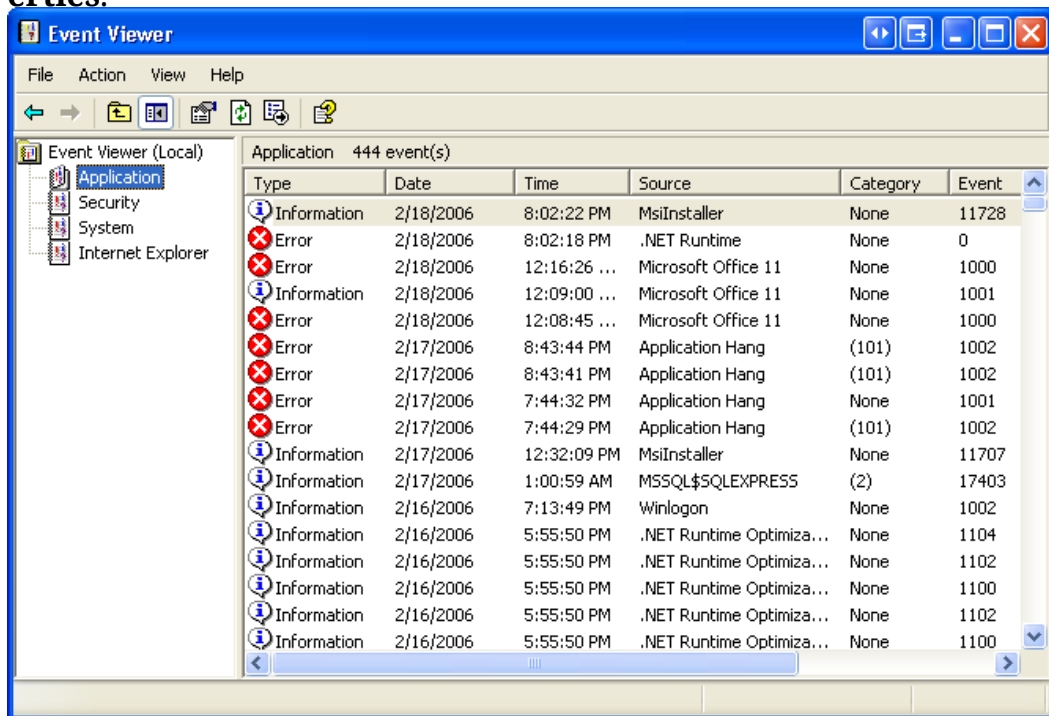 erties.
Event Viewer
File Action View Help
Event Viewer (Local)
Application
Security
System
Internet Explorer
Application 444 event(s)
Type Date Time Source Category Event
Information 2/18/2006 8:02:22 PM MsiInstaller None 11728
Error 2/18/2006 8:02:18 PM .NET Runtime None 0
Error 2/18/2006 12:16:26 ... Microsoft Office 11 None 1000
Information 2/18/2006 12:09:00 ... Microsoft Office 11 None 1001
Error 2/18/2006 12:08:45 ... Microsoft Office 11 None 1000
Error 2/17/2006 8:43:44 PM Application Hang (101) 1002
Error 2/17/2006 8:43:41 PM Application Hang (101) 1002
Error 2/17/2006 7:44:32 PM Application Hang None 1001
Error 2/17/2006 7:44:29 PM Application Hang (101) 1002
Information 2/17/2006 12:32:09 PM MsiInstaller None 11707
Information 2/17/2006 1:00:59 AM MSSQL$SQLEXPRESS (2) 17403
Information 2/16/2006 7:13:49 PM Winlogon None 1002
Information 2/16/2006 5:55:50 PM .NET Runtime Optimiza... None 1104
Information 2/16/2006 5:55:50 PM .NET Runtime Optimiza... None 1102
Information 2/16/2006 5:55:50 PM .NET Runtime Optimiza... None 1100
Information 2/16/2006 5:55:50 PM .NET Runtime Optimiza... None 1102
Information 2/16/2006 5:55:50 PM .NET Runtime Optimiza... None 1100